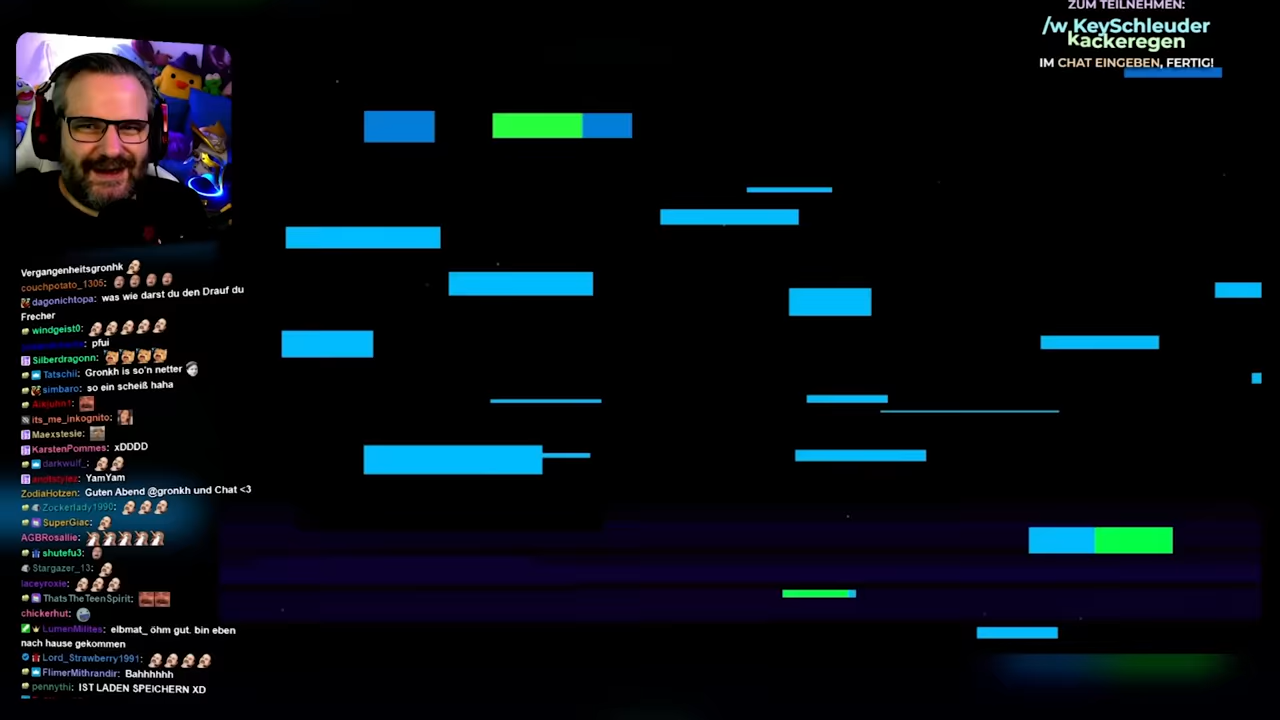 ZUM TEILNEHMEN:
/w KeySchleuder
kackeregen
IM CHAT EINGEBEN, FERTIG!
Vergangenheitsgronhk
couchpotato_1305:
dagonichtopa: was wie darst du den Drauf du
Frecher
windgeist0:
pfui
Silberdragonn:
Tatschii: Gronkh is so'n netter
simbaro: so ein scheiß haha
its_me_inkognito:
Maexstesie:
KarstenPommes: xDDDD
darkwulf_:
YamYam
ZodiaHotzen: Guten Abend @gronkh und Chat <3
Zockerlady1990:
SuperGiac:
AGBRosallie:
shutefu3:
Stargazer_13:
laceyroxie:
ThatsTheTeenSpirit:
chickerhut:
LumenMilites: elbmat_ öhm gut. bin eben
nach hause gekommen
Lord_Strawberry1991:
FlimerMithrandir: Bahhhhhh
pennythi: IST LADEN SPEICHERN XD